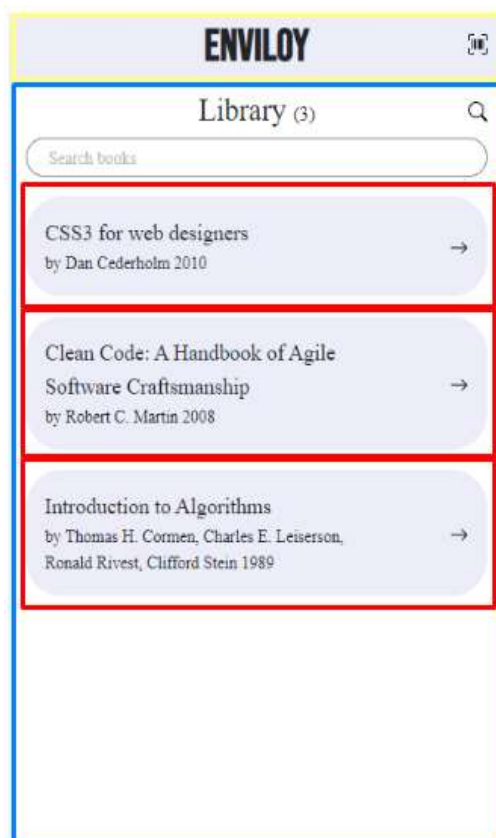 ENVILOY
Library (3)
Search books
CSS3 for web designers
by Dan Cederholm 2010
Clean Code: A Handbook of Agile
Software Craftsmanship
by Robert C. Martin 2008
Introduction to Algorithms
by Thomas H. Cormen, Charles E. Leiserson,
Ronald Rivest, Clifford Stein 1989